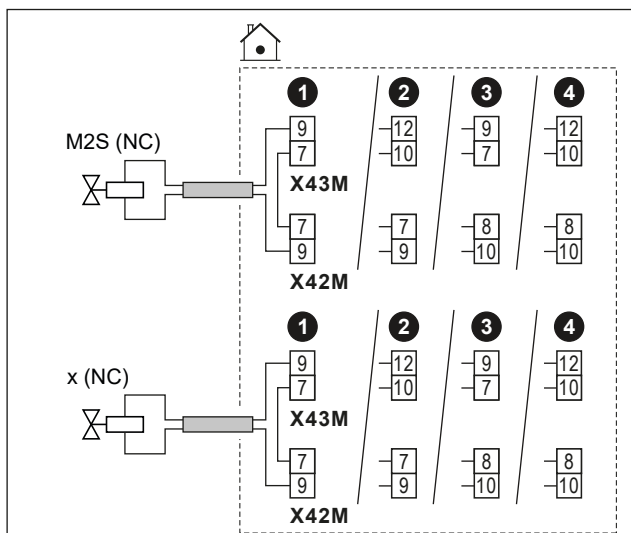 1 2 3 4
M2S (NC)
9 12 9 12
7 10 7 10
X43M
7 7 8 8
9 9 10 10
X42M
1 2 3 4
x (NC)
9 12 9 12
7 10 7 10
X43M
7 7 8 8
9 9 10 10
X42M